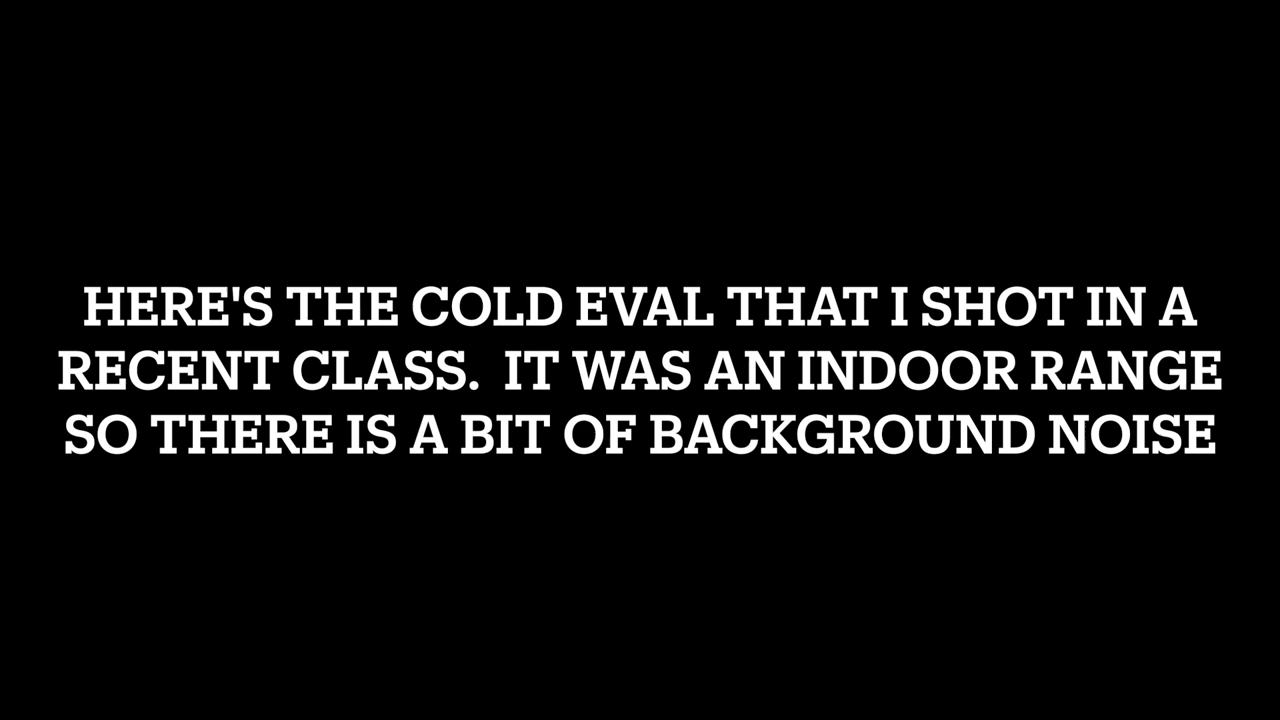 HERE'S THE COLD EVAL THAT I SHOT IN A
RECENT CLASS.  IT WAS AN INDOOR RANGE
SO THERE IS A BIT OF BACKGROUND NOISE